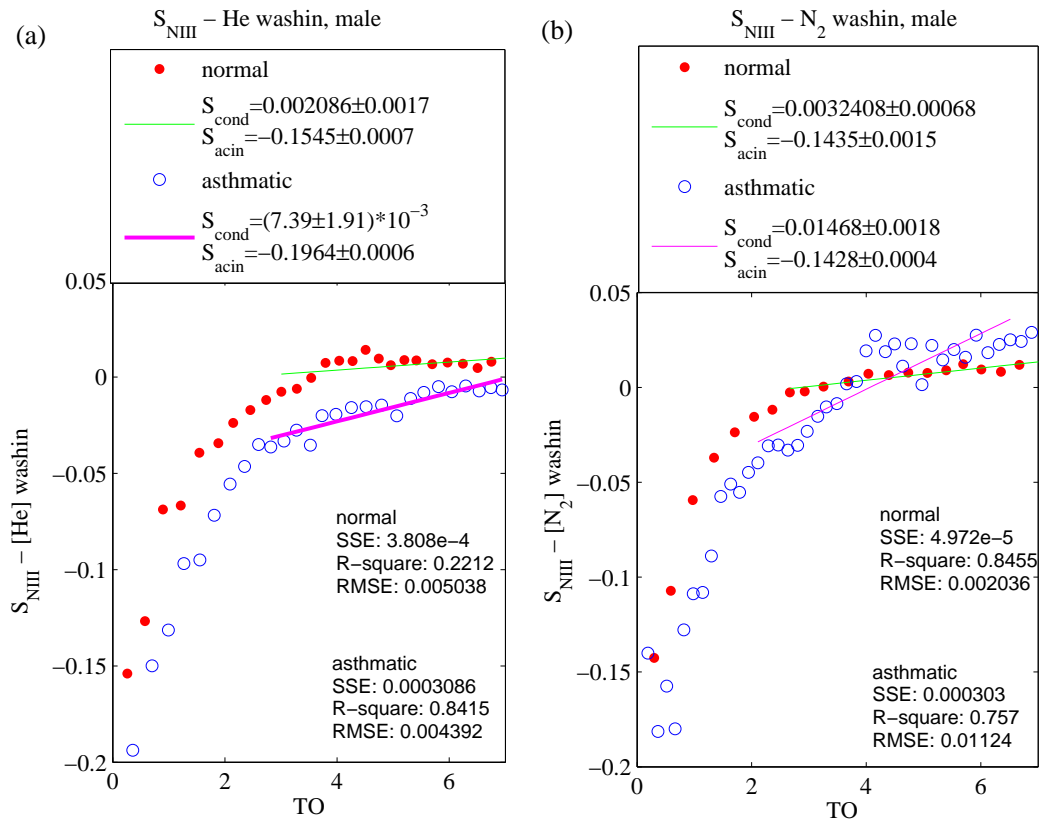 (a)
S_NIII − He washin, male
normal
S_cond=0.002086±0.0017
S_acin=−0.1545±0.0007
asthmatic
S_cond=(7.39±1.91)*10^−3
S_acin=−0.1964±0.0006
0.05
0
−0.05
−0.1
−0.15
−0.2
S_NIII − [He] washin
normal
SSE: 3.808e−4
R−square: 0.2212
RMSE: 0.005038
asthmatic
SSE: 0.0003086
R−square: 0.8415
RMSE: 0.004392
0 2 4 6
TO
(b)
S_NIII − N_2 washin, male
normal
S_cond=0.0032408±0.00068
S_acin=−0.1435±0.0015
asthmatic
S_cond=0.01468±0.0018
S_acin=−0.1428±0.0004
0.05
0
−0.05
−0.1
−0.15
−0.2
S_NIII − [N_2] washin
normal
SSE: 4.972e−5
R−square: 0.8455
RMSE: 0.002036
asthmatic
SSE: 0.000303
R−square: 0.757
RMSE: 0.01124
0 2 4 6
TO